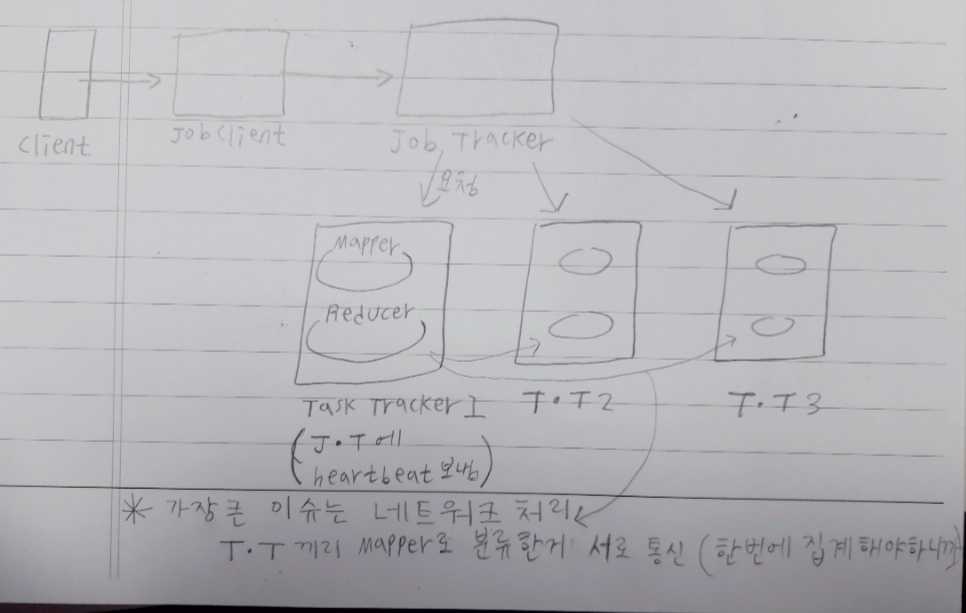 Client
JobClient
Job Tracker
요청
Mapper
Reducer
Task Tracker 1
T.T 2
T.T 3
(J.T에
heartbeat 보냄)
* 가장 큰 이슈는 네트워크 처리
T.T 끼리 Mapper로 분류한거 서로 통신 (한번에 집계해야하니까)